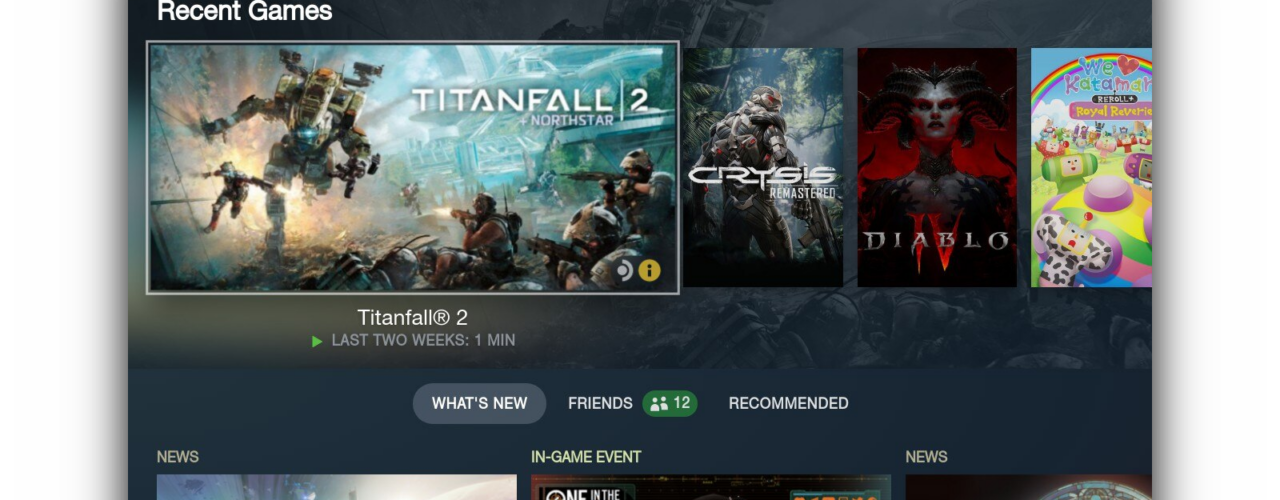 Recent Games
TITANFALL 2
+ NORTHSTAR
CRYSIS
REMASTERED
DIABLO
IV
We
Katamari
REROLL+
Royal Reverie
Titanfall® 2
LAST TWO WEEKS: 1 MIN
WHAT'S NEW
FRIENDS 12
RECOMMENDED
NEWS
IN-GAME EVENT
NEWS
ONE IN THE